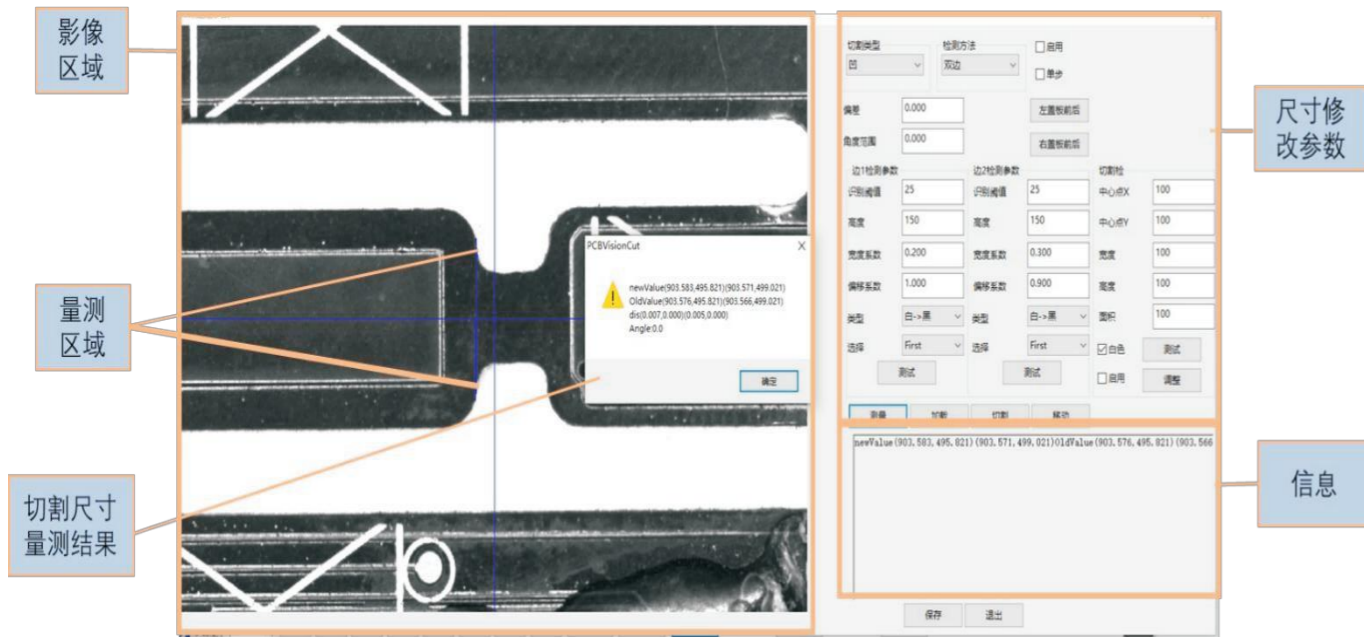 影像
区域
量测
区域
切割尺寸
量测结果
PCBVisionCut
X
newValue(903.583,495.821)(903.571,499.021)
OldValue(903.576,495.821)(903.566,499.021)
dis(0.007,0.000)(0.005,0.000)
Angle:0.0
确定
切割类型
检测方法
启用
凹
双边
单步
偏差
0.000
左盖板前后
角度范围
0.000
右盖板前后
边1检测参数
边2检测参数
切割检
识别阈值
25
识别阈值
25
中心点X
100
高度
150
高度
150
中心点Y
100
宽度系数
0.200
宽度系数
0.300
宽度
100
偏移系数
1.000
偏移系数
0.900
高度
100
类型
白->黑
类型
白->黑
面积
100
选择
First
选择
First
白色
测试
测试
测试
启用
调整
测量
加载
切割
移动
newValue(903.583,495.821)(903.571,499.021)OldValue(903.576,495.821)(903.566
保存
退出
尺寸修
改参数
信息